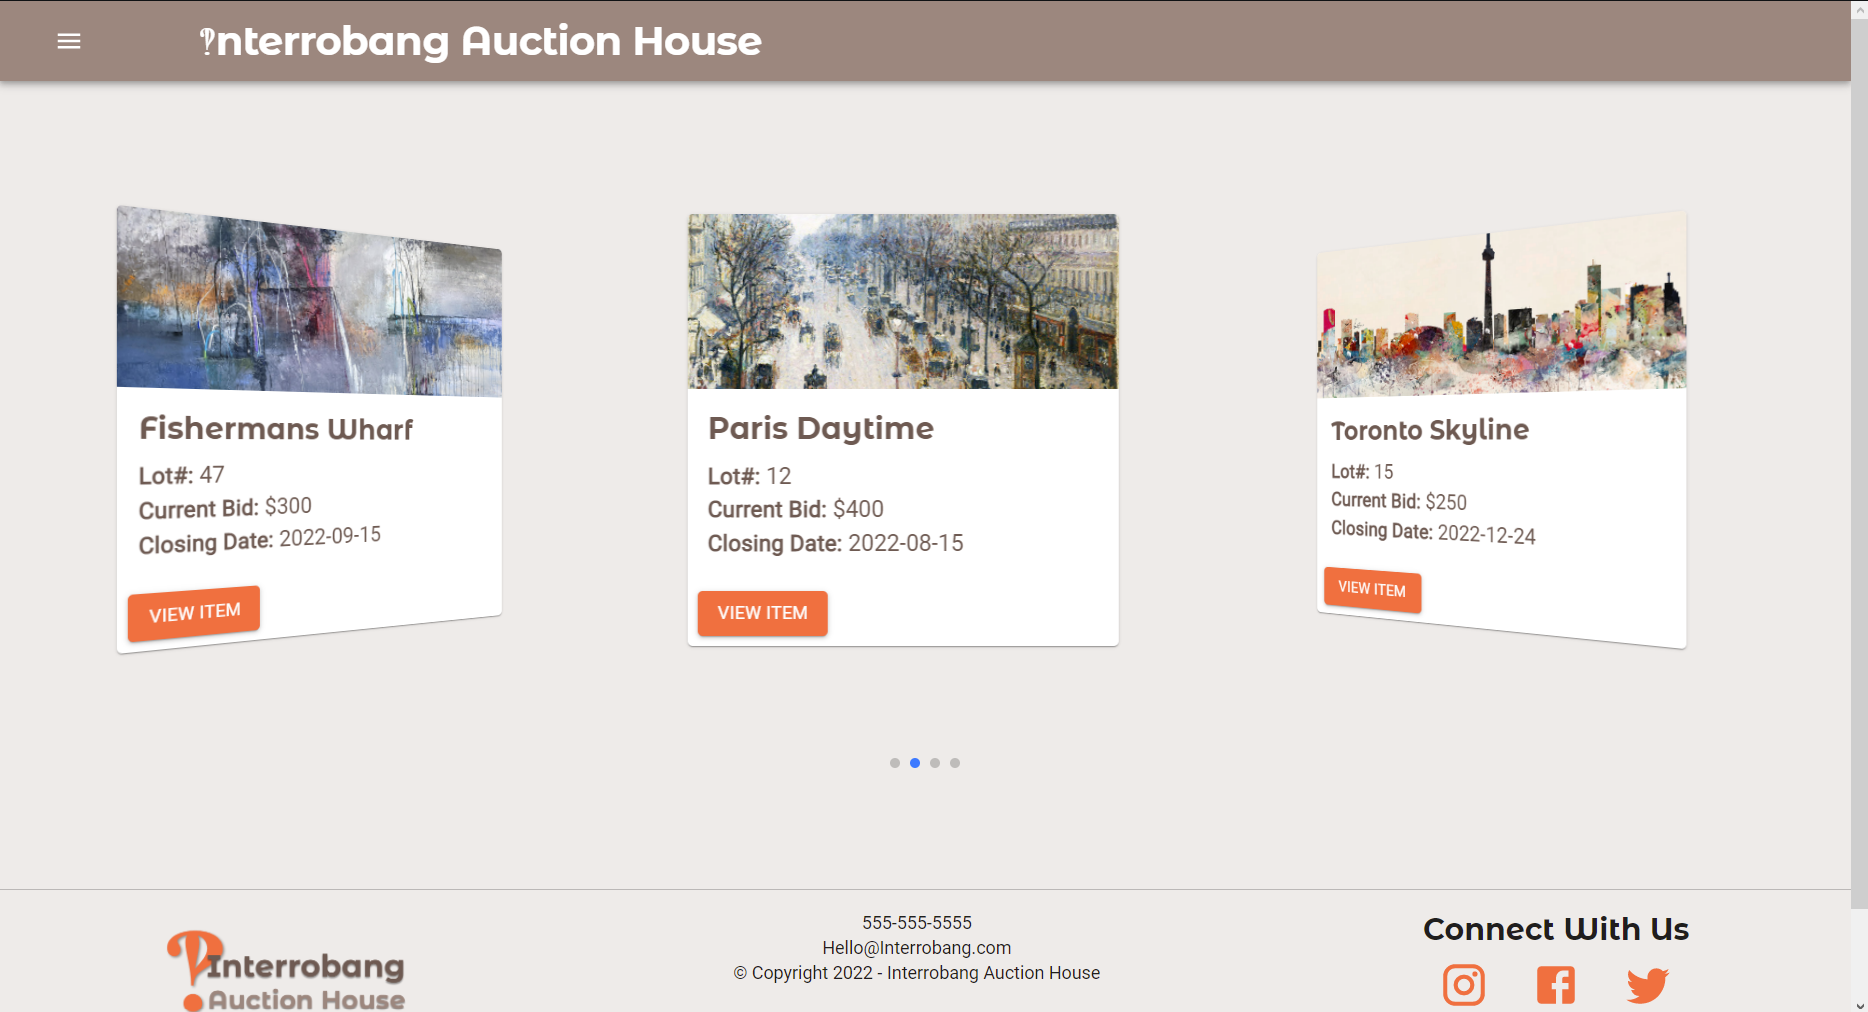 Interrobang Auction House
Fishermans Wharf
Lot#: 47
Current Bid: $300
Closing Date: 2022-09-15
VIEW ITEM
Paris Daytime
Lot#: 12
Current Bid: $400
Closing Date: 2022-08-15
VIEW ITEM
Toronto Skyline
Lot#: 15
Current Bid: $250
Closing Date: 2022-12-24
VIEW ITEM
Interrobang
Auction House
555-555-5555
Hello@Interrobang.com
© Copyright 2022 - Interrobang Auction House
Connect With Us